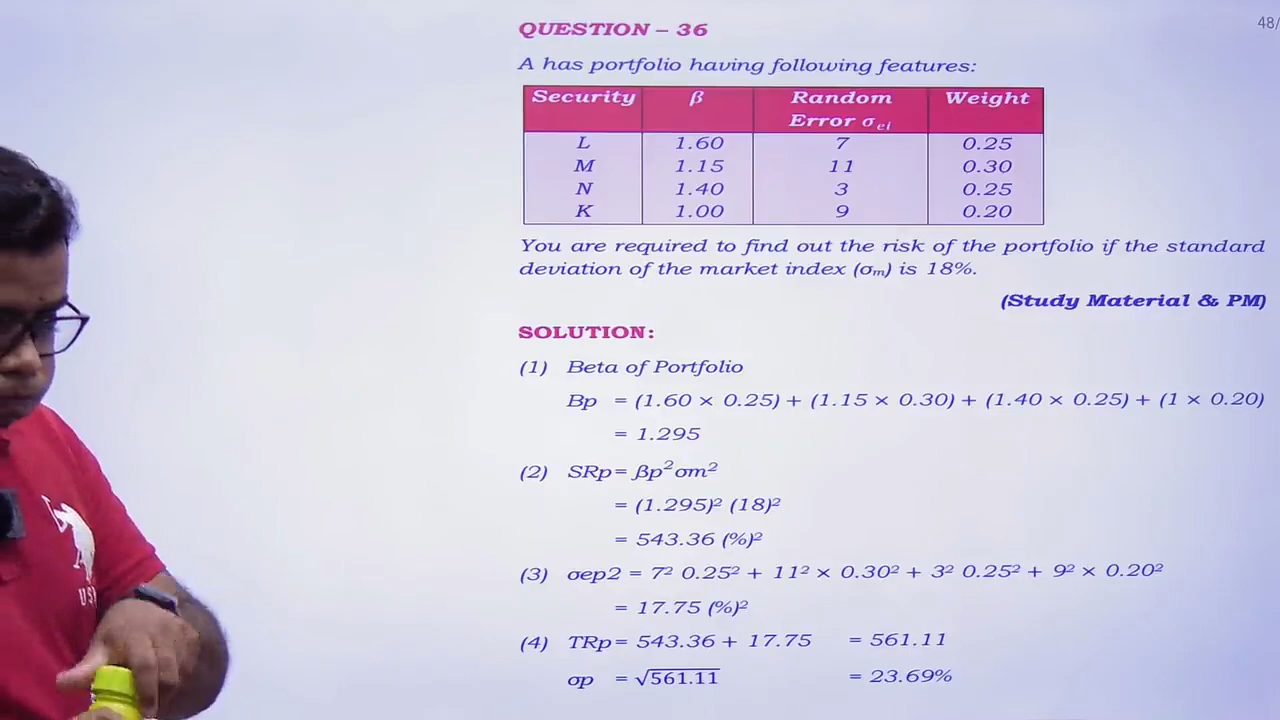 48/
QUESTION – 36
A has portfolio having following features:
Security β Random Error σei Weight
L 1.60 7 0.25
M 1.15 11 0.30
N 1.40 3 0.25
K 1.00 9 0.20
You are required to find out the risk of the portfolio if the standard
deviation of the market index (σm) is 18%.
(Study Material & PM)
SOLUTION:
(1) Beta of Portfolio
Bp = (1.60 × 0.25) + (1.15 × 0.30) + (1.40 × 0.25) + (1 × 0.20)
= 1.295
(2) SRp= βp² σm²
= (1.295)² (18)²
= 543.36 (%)²
(3) σep2 = 7² 0.25² + 11² × 0.30² + 3² 0.25² + 9² × 0.20²
= 17.75 (%)²
(4) TRp= 543.36 + 17.75 = 561.11
σp = √561.11 = 23.69%
U S